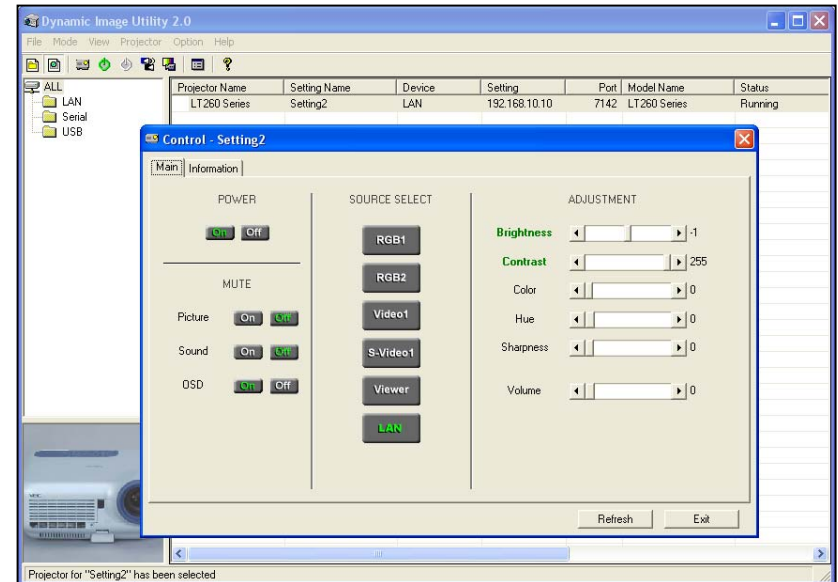 Dynamic Image Utility 2.0
File Mode View Projector Option Help
ALL
LAN
Serial
USB
Projector Name Setting Name Device Setting Port Model Name Status
LT260 Series Setting2 LAN 192.168.10.10 7142 LT260 Series Running
Control - Setting2
Main Information
POWER
On Off
MUTE
Picture On Off
Sound On Off
OSD On Off
SOURCE SELECT
RGB1
RGB2
Video1
S-Video1
Viewer
LAN
ADJUSTMENT
Brightness -1
Contrast 255
Color 0
Hue 0
Sharpness 0
Volume 0
Refresh Exit
NEC
Projector for "Setting2" has been selected